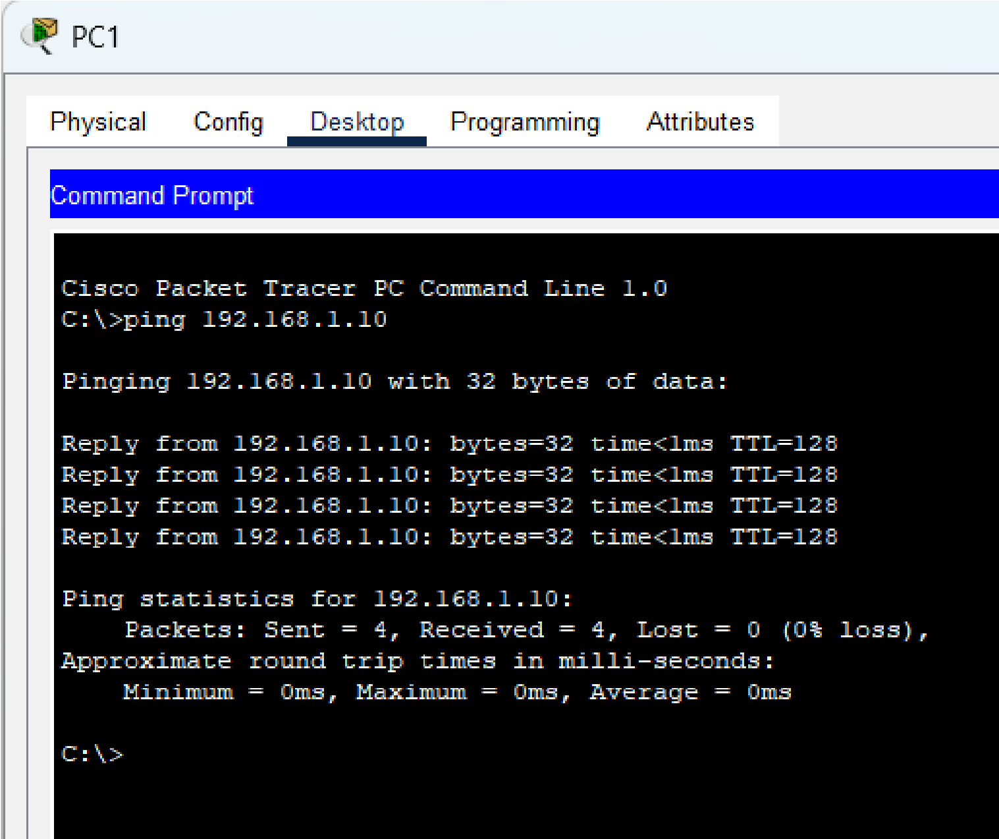 PC1
Physical Config Desktop Programming Attributes
Command Prompt
Cisco Packet Tracer PC Command Line 1.0
C:\>ping 192.168.1.10
Pinging 192.168.1.10 with 32 bytes of data:
Reply from 192.168.1.10: bytes=32 time<1ms TTL=128
Reply from 192.168.1.10: bytes=32 time<1ms TTL=128
Reply from 192.168.1.10: bytes=32 time<1ms TTL=128
Reply from 192.168.1.10: bytes=32 time<1ms TTL=128
Ping statistics for 192.168.1.10:
    Packets: Sent = 4, Received = 4, Lost = 0 (0% loss),
Approximate round trip times in milli-seconds:
    Minimum = 0ms, Maximum = 0ms, Average = 0ms
C:\>